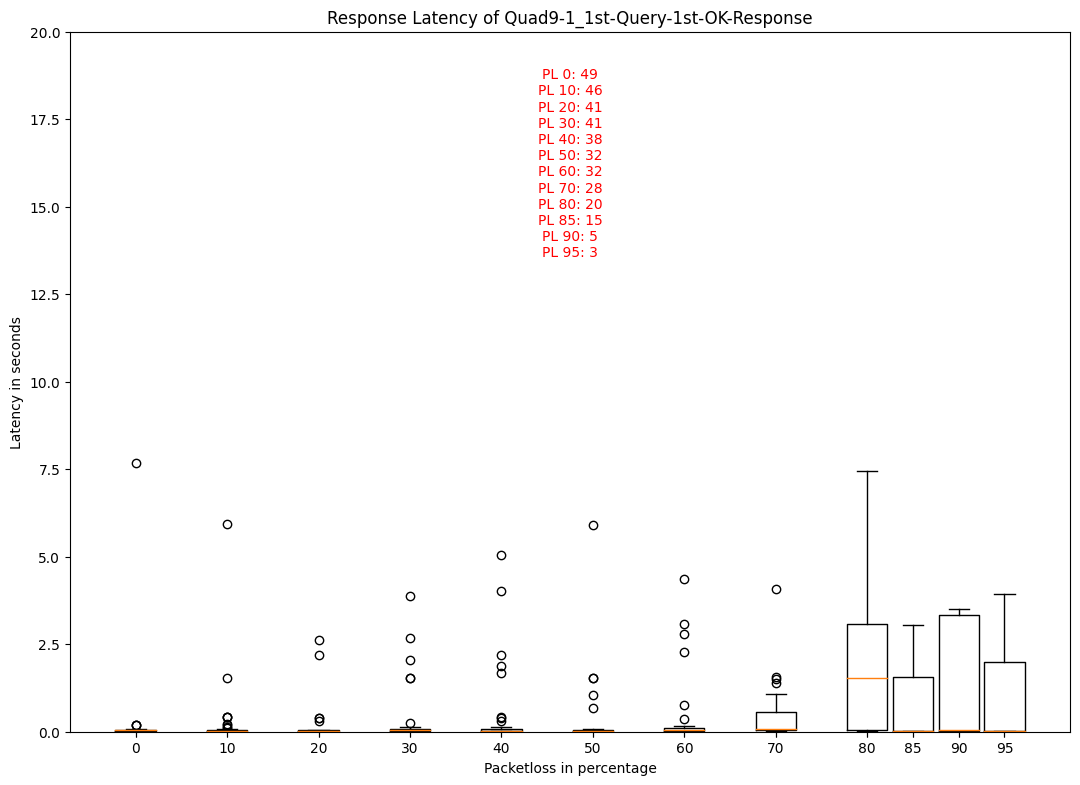 Response Latency of Quad9-1_1st-Query-1st-OK-Response
20.0
17.5
15.0
12.5
10.0
7.5
5.0
2.5
0.0
Latency in seconds
PL 0: 49
PL 10: 46
PL 20: 41
PL 30: 41
PL 40: 38
PL 50: 32
PL 60: 32
PL 70: 28
PL 80: 20
PL 85: 15
PL 90: 5
PL 95: 3
0 10 20 30 40 50 60 70 80 85 90 95
Packetloss in percentage